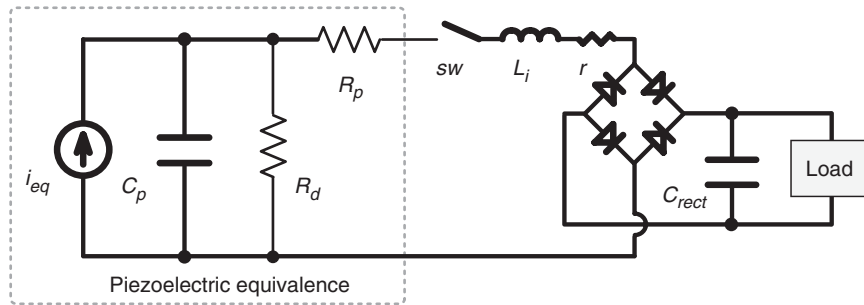 R_p
sw
L_i
r
i_eq
C_p
R_d
C_rect
Load
Piezoelectric equivalence